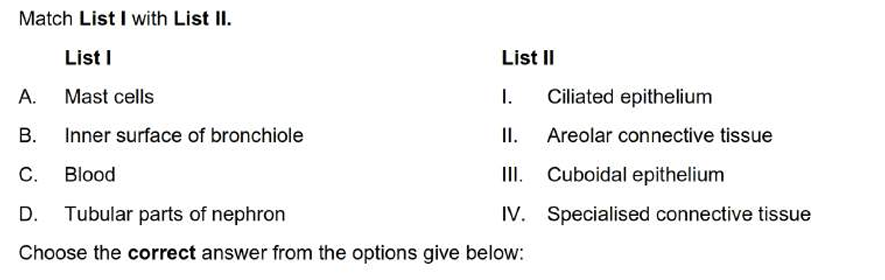 Match List I with List II.
List I List II
A. Mast cells I. Ciliated epithelium
B. Inner surface of bronchiole II. Areolar connective tissue
C. Blood III. Cuboidal epithelium
D. Tubular parts of nephron IV. Specialised connective tissue
Choose the correct answer from the options give below: